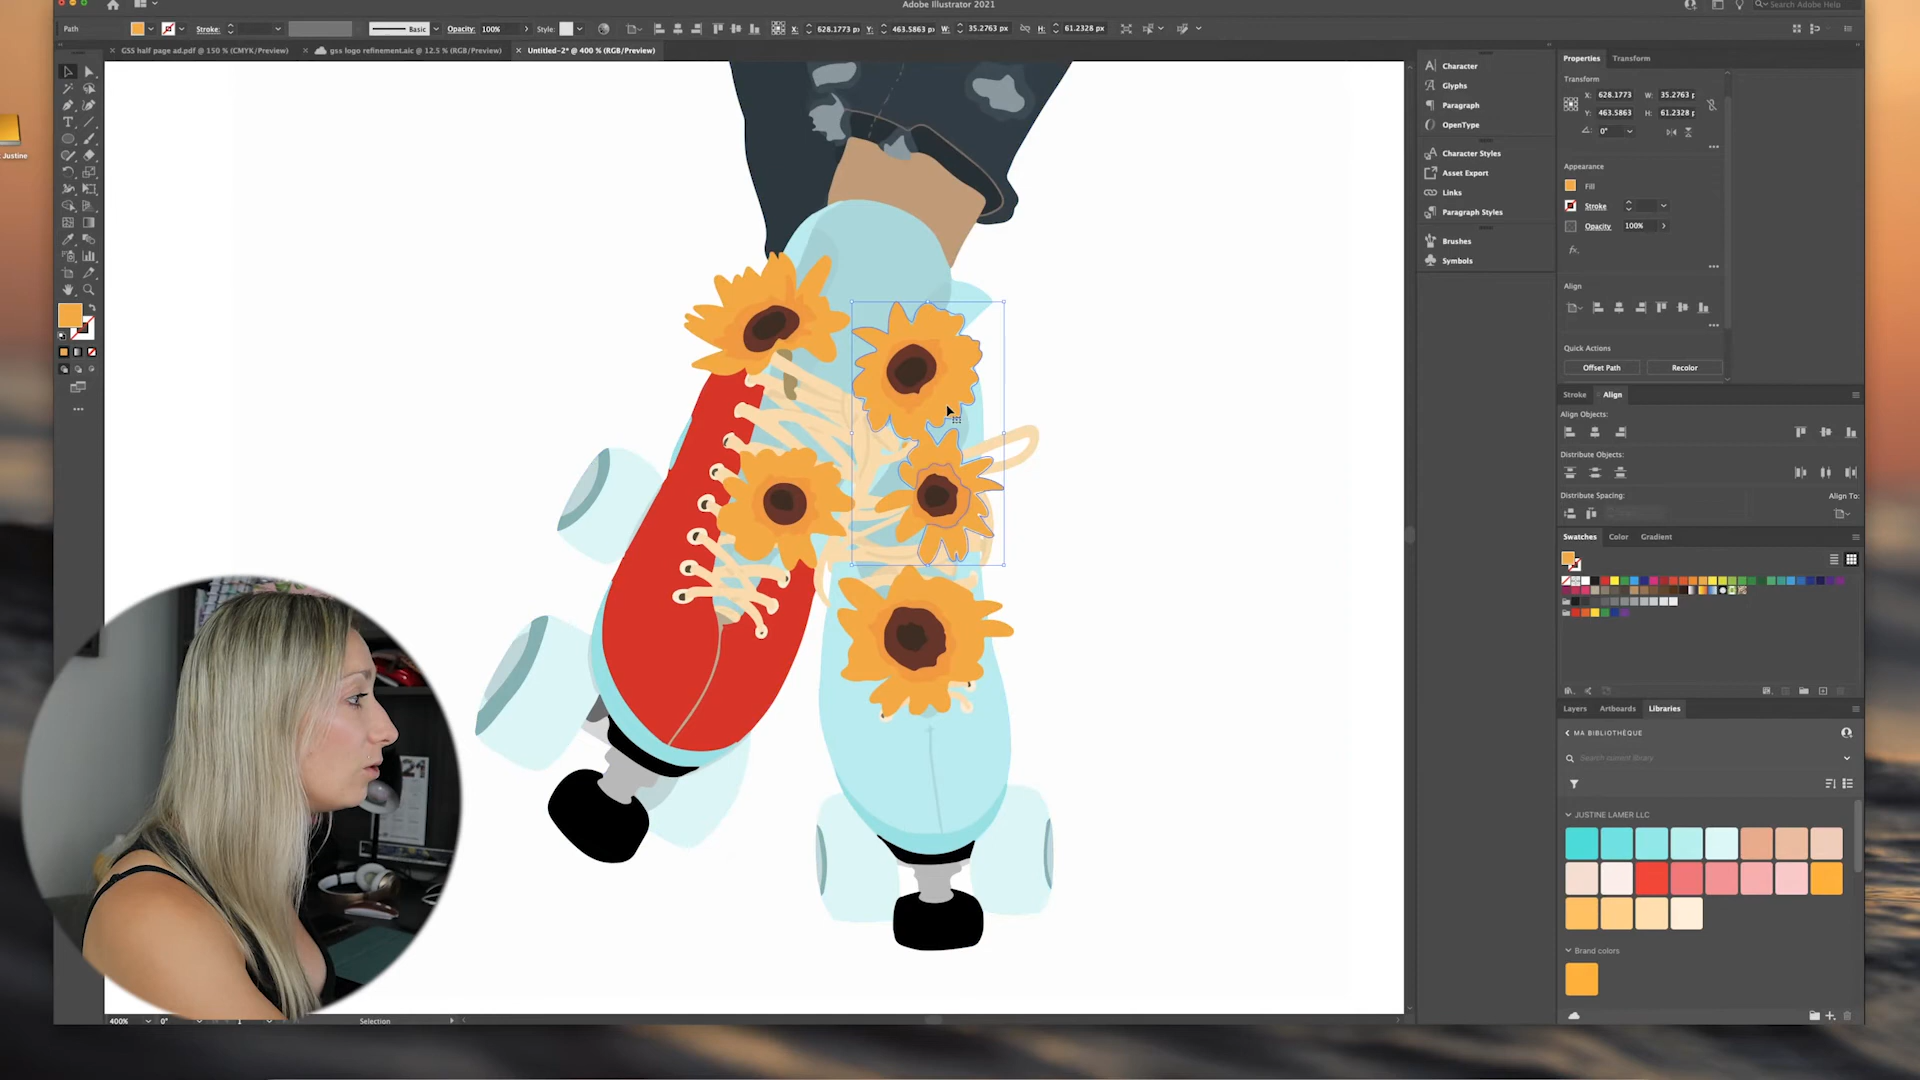 Adobe Illustrator 2021
Search Adobe Help
Path
Stroke:
Basic
Opacity:
100%
Style:
X:
628.1773 px
Y:
463.5863 px
W:
35.2763 px
H:
61.2328 px
GSS half page ad.pdf @ 150 % (CMYK/Preview)
gss logo refinement.aic @ 12.5 % (RGB/Preview)
Untitled-2* @ 400 % (RGB/Preview)
Justine
Character
Glyphs
Paragraph
OpenType
Character Styles
Asset Export
Links
Paragraph Styles
Brushes
Symbols
Properties
Transform
Transform
X:
628.1773
W:
35.2763 p
Y:
463.5863
H:
61.2328 p
0°
Appearance
Fill
Stroke
Opacity
100%
fx.
Align
Quick Actions
Offset Path
Recolor
Stroke
Align
Align Objects:
Distribute Objects:
Distribute Spacing:
Align To:
Swatches
Color
Gradient
Layers
Artboards
Libraries
MA BIBLIOTHÈQUE
Search current library
JUSTINE LAMER LLC
Brand colors
21
400%
0°
1
Selection